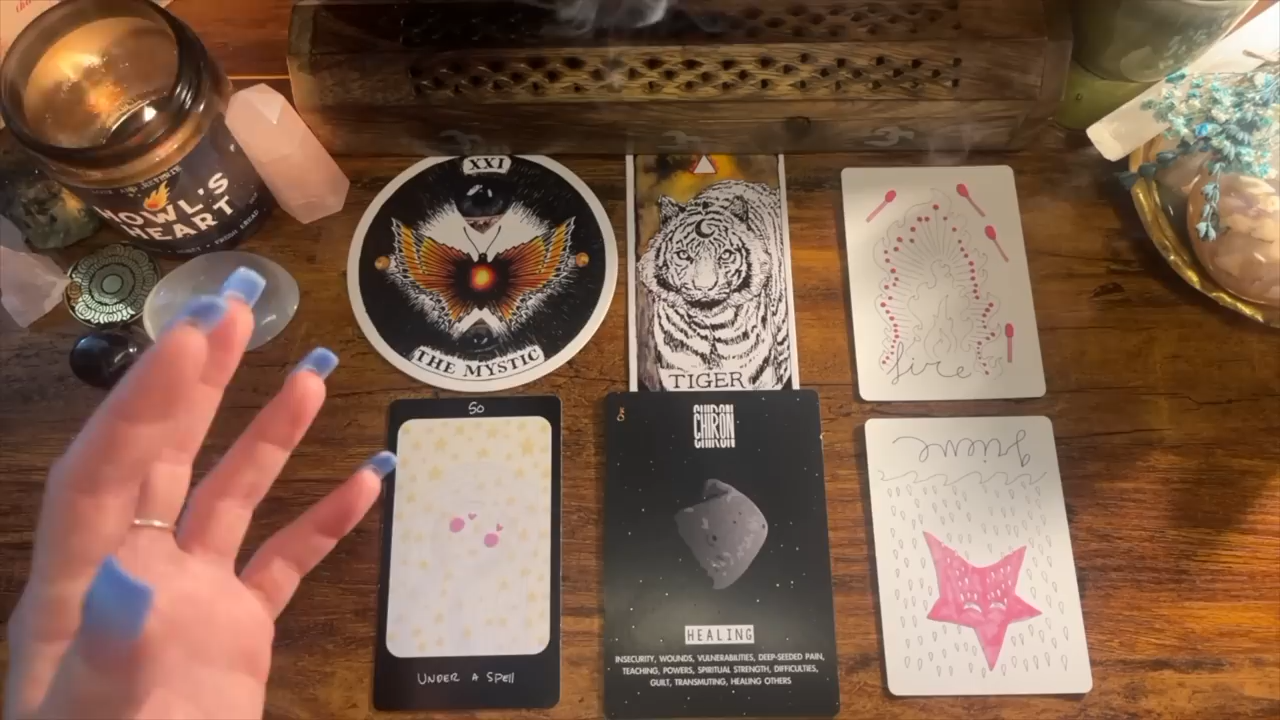 HOWL'S
HEART
XXI
THE MYSTIC
TIGER
fire
50
UNDER A SPEll
CHIRON
HEALING
INSECURITY, WOUNDS, VULNERABILITIES, DEEP-SEEDED PAIN,
TEACHING, POWERS, SPIRITUAL STRENGTH, DIFFICULTIES,
GUILT, TRANSMUTING, HEALING OTHERS
grieve